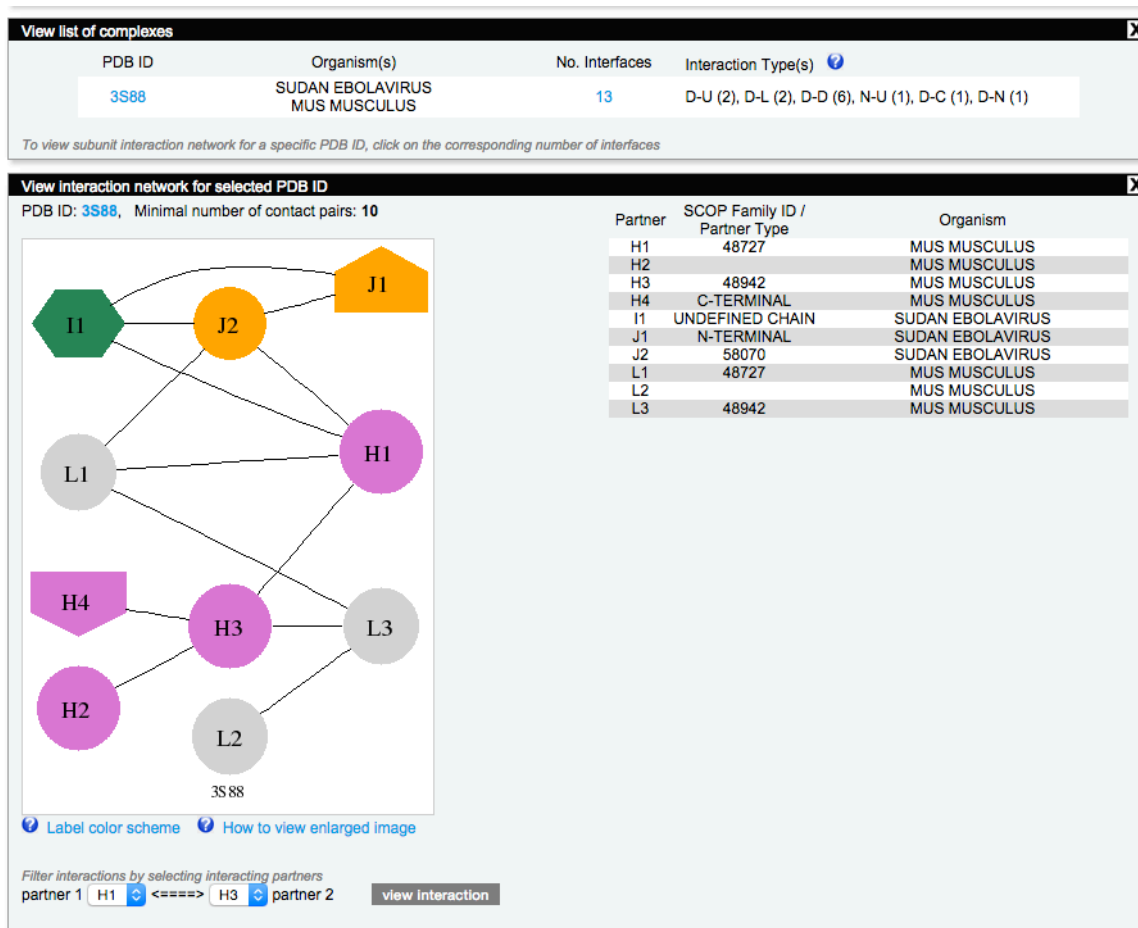 View list of complexes X
PDB ID Organism(s) No. Interfaces Interaction Type(s) ?
3S88 SUDAN EBOLAVIRUS MUS MUSCULUS 13 D-U (2), D-L (2), D-D (6), N-U (1), D-C (1), D-N (1)
To view subunit interaction network for a specific PDB ID, click on the corresponding number of interfaces
View interaction network for selected PDB ID X
PDB ID: 3S88, Minimal number of contact pairs: 10
J1
I1 J2
L1 H1
H4 H3 L3
H2 L2
3S88
? Label color scheme ? How to view enlarged image
Partner SCOP Family ID / Partner Type Organism
H1 48727 MUS MUSCULUS
H2 MUS MUSCULUS
H3 48942 MUS MUSCULUS
H4 C-TERMINAL MUS MUSCULUS
I1 UNDEFINED CHAIN SUDAN EBOLAVIRUS
J1 N-TERMINAL SUDAN EBOLAVIRUS
J2 58070 SUDAN EBOLAVIRUS
L1 48727 MUS MUSCULUS
L2 MUS MUSCULUS
L3 48942 MUS MUSCULUS
Filter interactions by selecting interacting partners
partner 1 H1 <====> H3 partner 2 view interaction